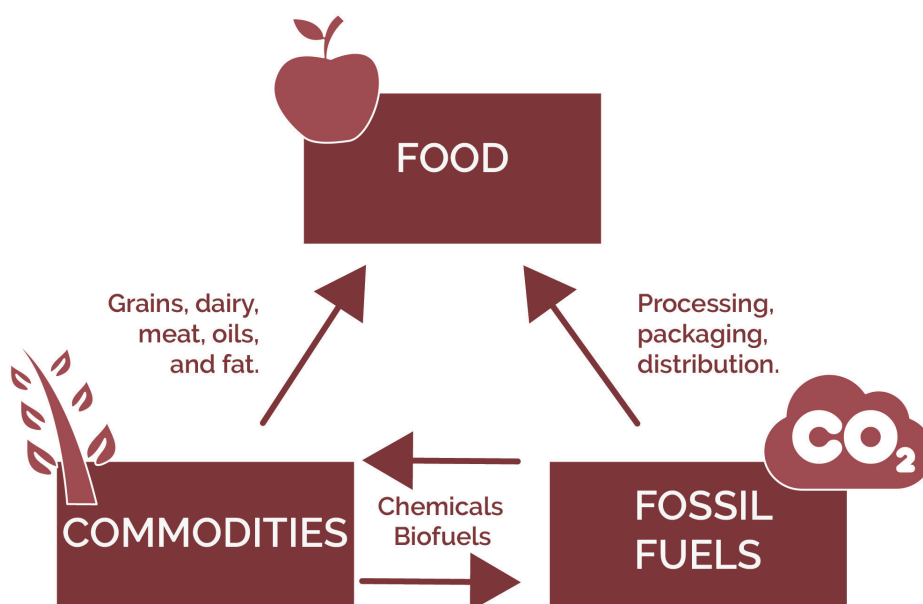 FOOD
Grains, dairy,
meat, oils,
and fat.
Processing,
packaging,
distribution.
CO2
COMMODITIES
Chemicals
Biofuels
FOSSIL
FUELS